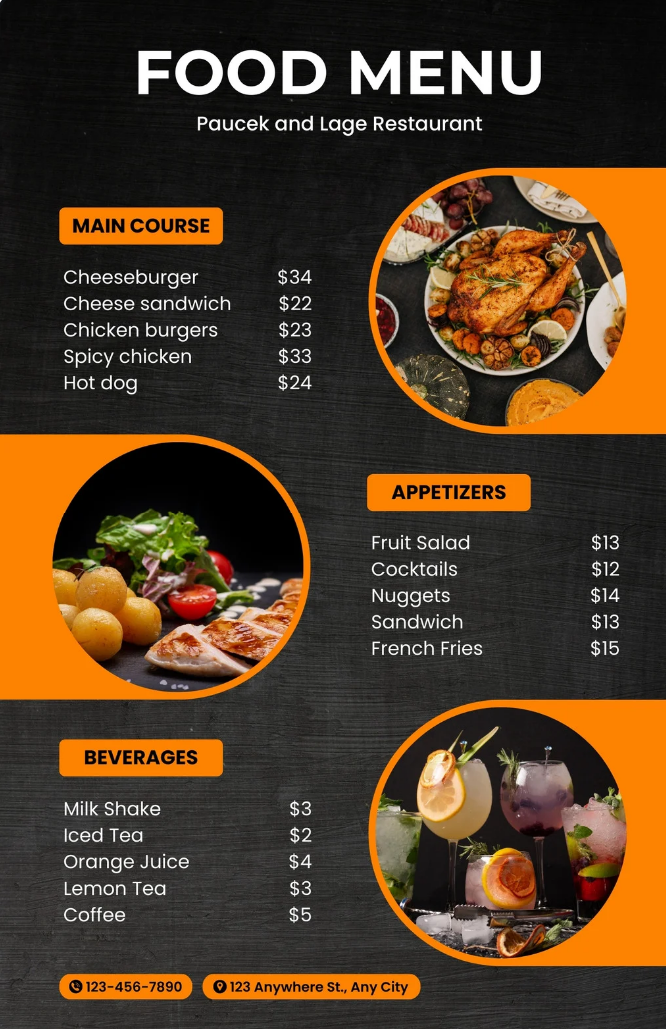 FOOD MENU
Paucek and Lage Restaurant
MAIN COURSE
Cheeseburger $34
Cheese sandwich $22
Chicken burgers $23
Spicy chicken $33
Hot dog $24
APPETIZERS
Fruit Salad $13
Cocktails $12
Nuggets $14
Sandwich $13
French Fries $15
BEVERAGES
Milk Shake $3
Iced Tea $2
Orange Juice $4
Lemon Tea $3
Coffee $5
123-456-7890 123 Anywhere St., Any City